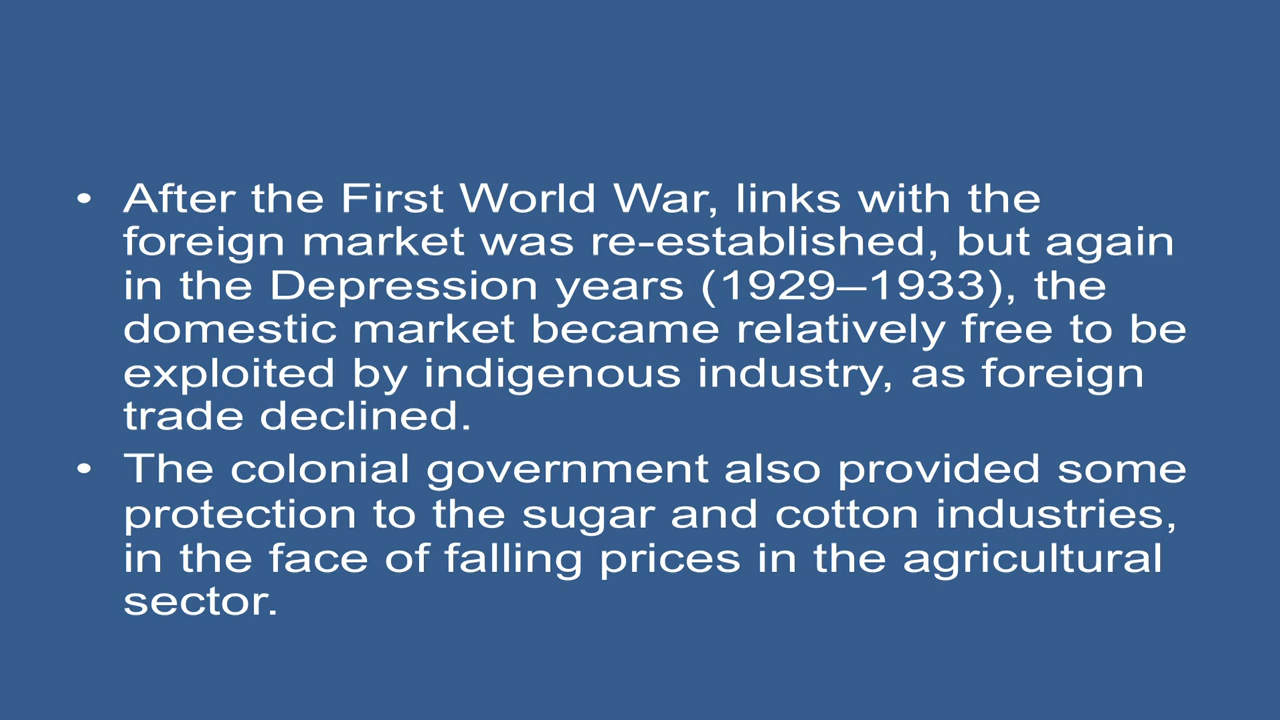 • After the First World War, links with the
foreign market was re-established, but again
in the Depression years (1929–1933), the
domestic market became relatively free to be
exploited by indigenous industry, as foreign
trade declined.
• The colonial government also provided some
protection to the sugar and cotton industries,
in the face of falling prices in the agricultural
sector.